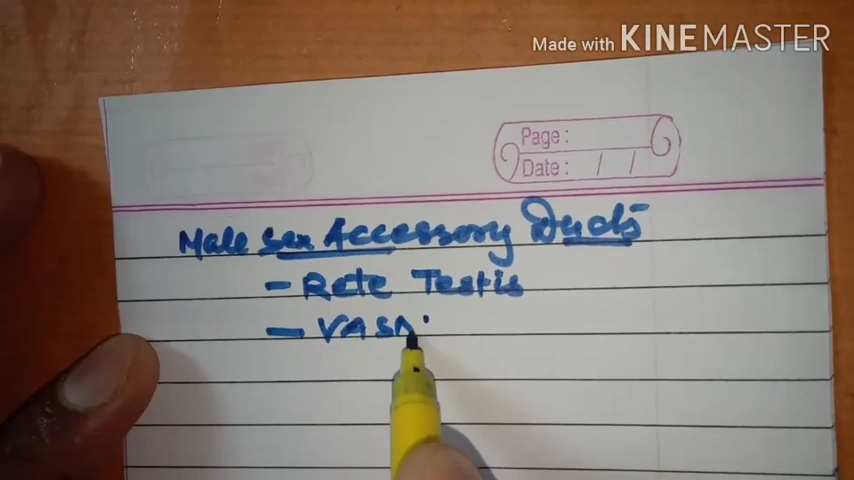 Made with KINEMASTER
Page :
Date : / /
Male Sex Accessory Ducts
- Rete Testis
- VASA